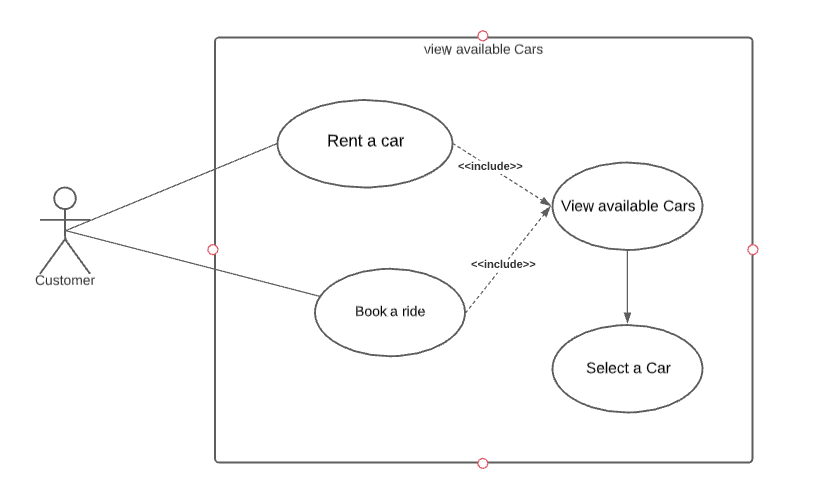 view available Cars
Rent a car
<<include>>
View available Cars
<<include>>
Customer
Book a ride
Select a Car